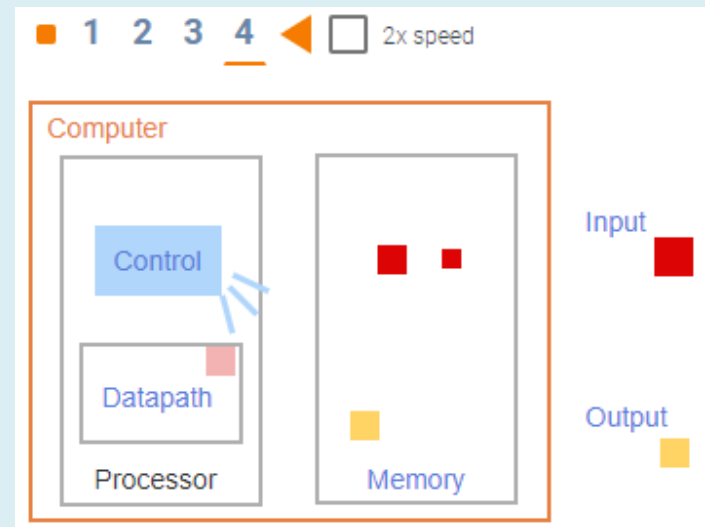 1 2 3 4 2x speed
Computer
Control
Input
Datapath
Output
Processor
Memory